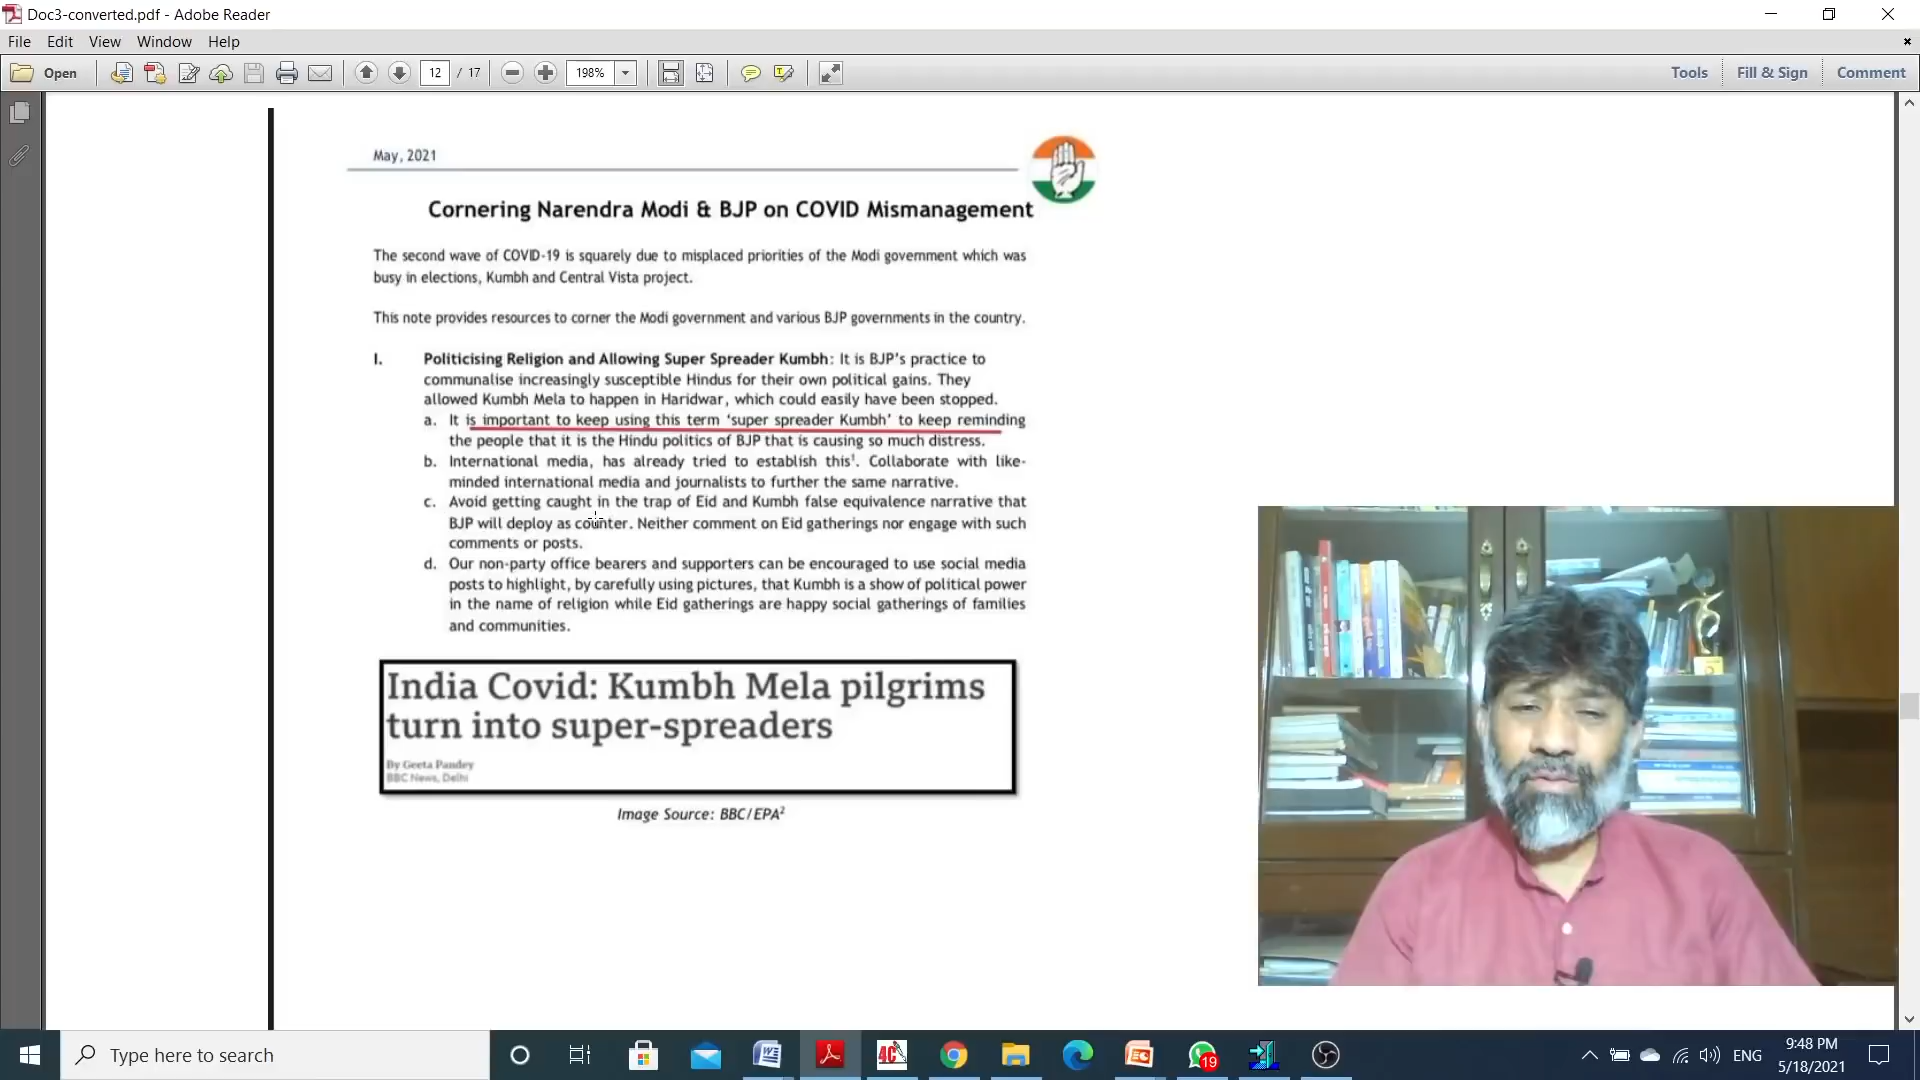 Doc3-converted.pdf - Adobe Reader
File Edit View Window Help
Open 12 / 17 198% Tools Fill & Sign Comment
May, 2021
Cornering Narendra Modi & BJP on COVID Mismanagement
The second wave of COVID-19 is squarely due to misplaced priorities of the Modi government which was
busy in elections, Kumbh and Central Vista project.
This note provides resources to corner the Modi government and various BJP governments in the country.
I. Politicising Religion and Allowing Super Spreader Kumbh: It is BJP's practice to
communalise increasingly susceptible Hindus for their own political gains. They
allowed Kumbh Mela to happen in Haridwar, which could easily have been stopped.
a. It is important to keep using this term ‘super spreader Kumbh’ to keep reminding
the people that it is the Hindu politics of BJP that is causing so much distress.
b. International media, has already tried to establish this¹. Collaborate with like-
minded international media and journalists to further the same narrative.
c. Avoid getting caught in the trap of Eid and Kumbh false equivalence narrative that
BJP will deploy as counter. Neither comment on Eid gatherings nor engage with such
comments or posts.
d. Our non-party office bearers and supporters can be encouraged to use social media
posts to highlight, by carefully using pictures, that Kumbh is a show of political power
in the name of religion while Eid gatherings are happy social gatherings of families
and communities.
India Covid: Kumbh Mela pilgrims
turn into super-spreaders
By Geeta Pandey
BBC News, Delhi
Image Source: BBC/EPA²
Type here to search
19
ENG
9:48 PM
5/18/2021